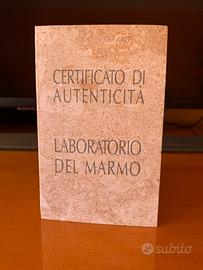 CERTIFICATO DI
AUTENTICITÀ
LABORATORIO
DEL MARMO
subito